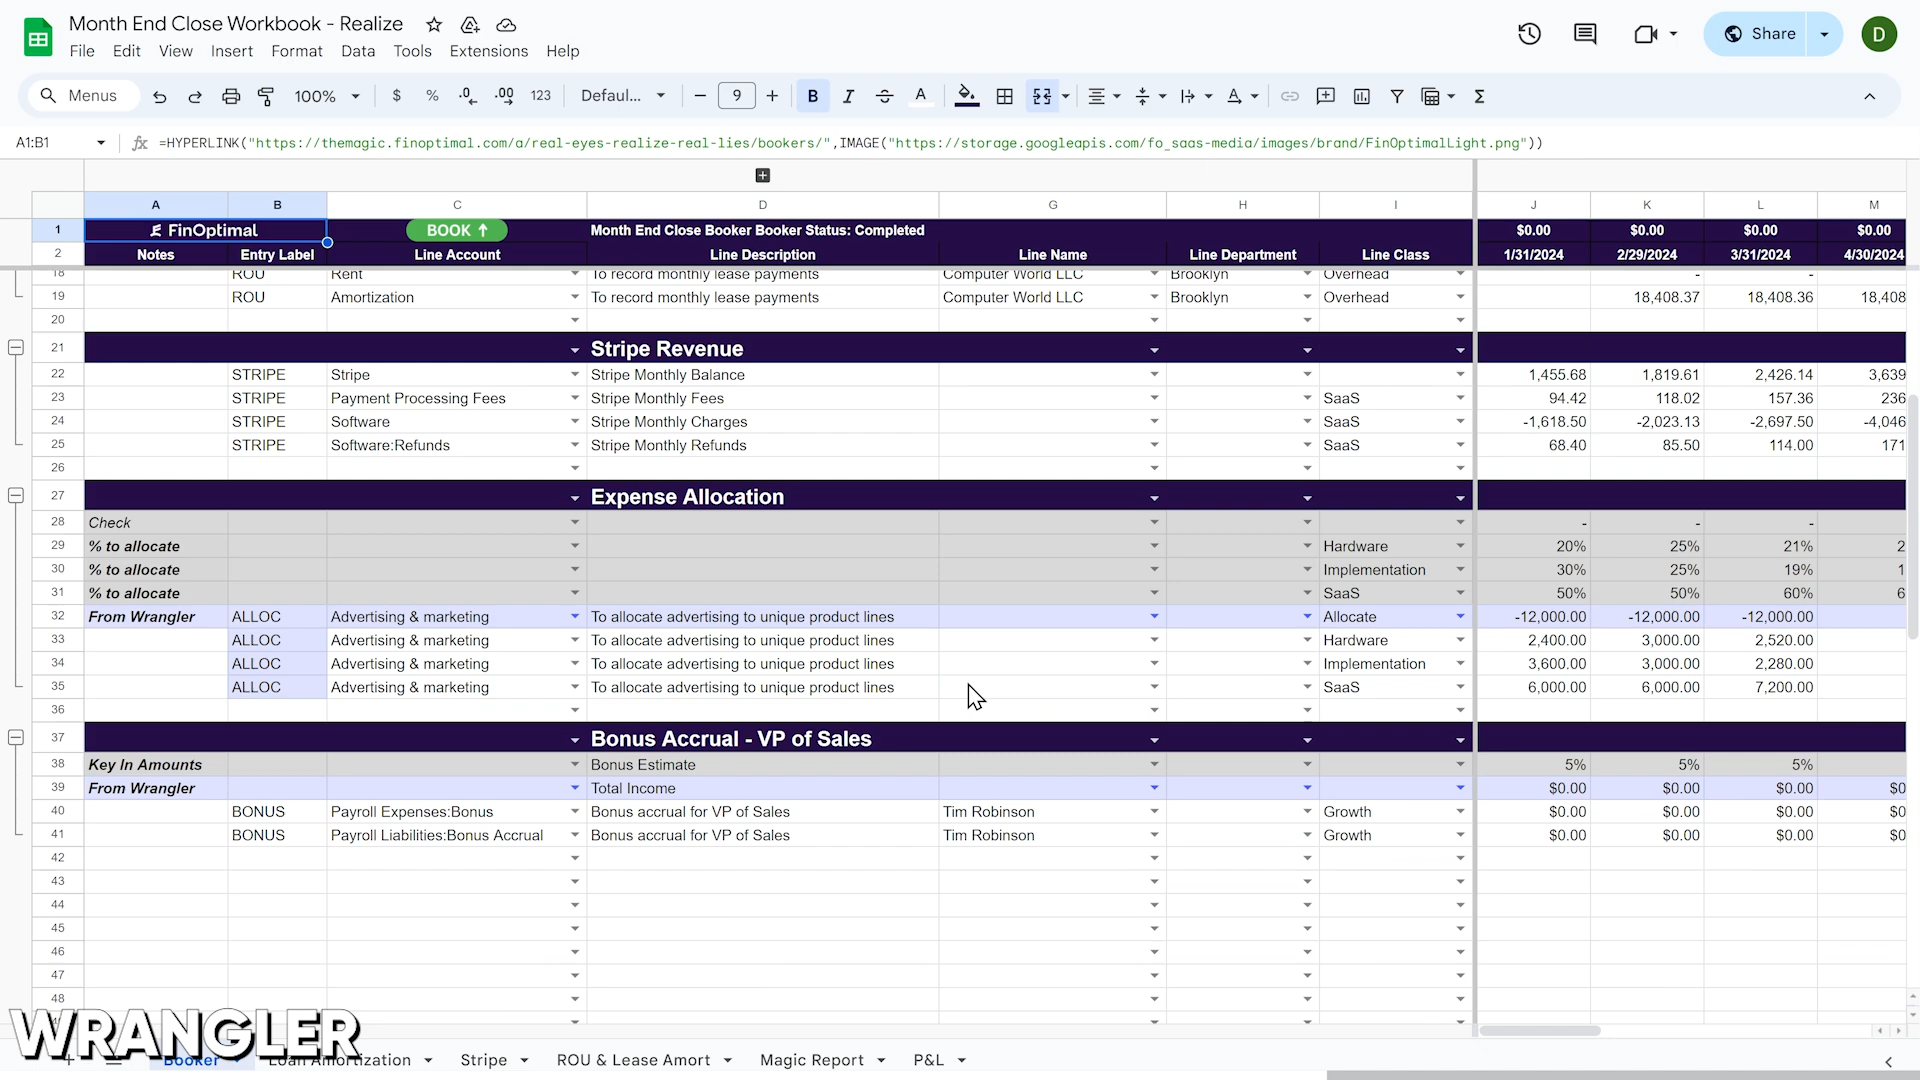 Month End Close Workbook - Realize
File Edit View Insert Format Data Tools Extensions Help
Share
D
Menus 100% $ % .0 .00 123 Defaul... 9 B I A Σ
A1:B1 fx =HYPERLINK("https://themagic.finoptimal.com/a/real-eyes-realize-real-lies/bookers/",IMAGE("https://storage.googleapis.com/fo_saas-media/images/brand/FinOptimalLight.png"))
A B C D G H I J K L M
1 FinOptimal BOOK ↑ Month End Close Booker Booker Status: Completed $0.00 $0.00 $0.00 $0.00
2 Notes Entry Label Line Account Line Description Line Name Line Department Line Class 1/31/2024 2/29/2024 3/31/2024 4/30/2024
18 ROU Rent To record monthly lease payments Computer World LLC Brooklyn Overhead - -
19 ROU Amortization To record monthly lease payments Computer World LLC Brooklyn Overhead 18,408.37 18,408.36 18,408
20
21 Stripe Revenue
22 STRIPE Stripe Stripe Monthly Balance 1,455.68 1,819.61 2,426.14 3,639
23 STRIPE Payment Processing Fees Stripe Monthly Fees SaaS 94.42 118.02 157.36 236
24 STRIPE Software Stripe Monthly Charges SaaS -1,618.50 -2,023.13 -2,697.50 -4,046
25 STRIPE Software:Refunds Stripe Monthly Refunds SaaS 68.40 85.50 114.00 171
26
27 Expense Allocation
28 Check - - -
29 % to allocate Hardware 20% 25% 21% 2
30 % to allocate Implementation 30% 25% 19% 1
31 % to allocate SaaS 50% 50% 60% 6
32 From Wrangler ALLOC Advertising & marketing To allocate advertising to unique product lines Allocate -12,000.00 -12,000.00 -12,000.00
33 ALLOC Advertising & marketing To allocate advertising to unique product lines Hardware 2,400.00 3,000.00 2,520.00
34 ALLOC Advertising & marketing To allocate advertising to unique product lines Implementation 3,600.00 3,000.00 2,280.00
35 ALLOC Advertising & marketing To allocate advertising to unique product lines SaaS 6,000.00 6,000.00 7,200.00
36
37 Bonus Accrual - VP of Sales
38 Key In Amounts Bonus Estimate 5% 5% 5%
39 From Wrangler Total Income $0.00 $0.00 $0.00 $0
40 BONUS Payroll Expenses:Bonus Bonus accrual for VP of Sales Tim Robinson Growth $0.00 $0.00 $0.00 $0
41 BONUS Payroll Liabilities:Bonus Accrual Bonus accrual for VP of Sales Tim Robinson Growth $0.00 $0.00 $0.00 $0
42
43
44
45
46
47
48
WRANGLER
Booker Loan Amortization Stripe ROU & Lease Amort Magic Report P&L